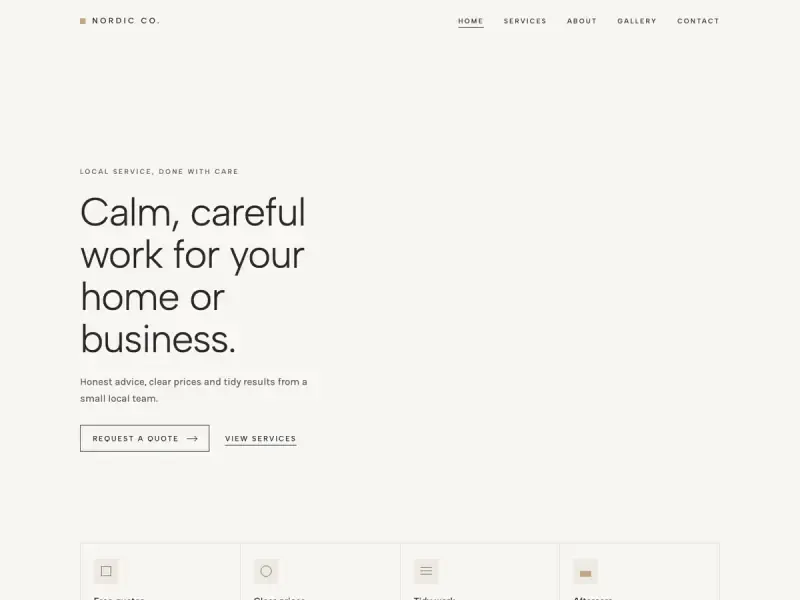 NORDIC CO.
HOME SERVICES ABOUT GALLERY CONTACT
LOCAL SERVICE, DONE WITH CARE
Calm, careful
work for your
home or
business.
Honest advice, clear prices and tidy results from a
small local team.
REQUEST A QUOTE
VIEW SERVICES